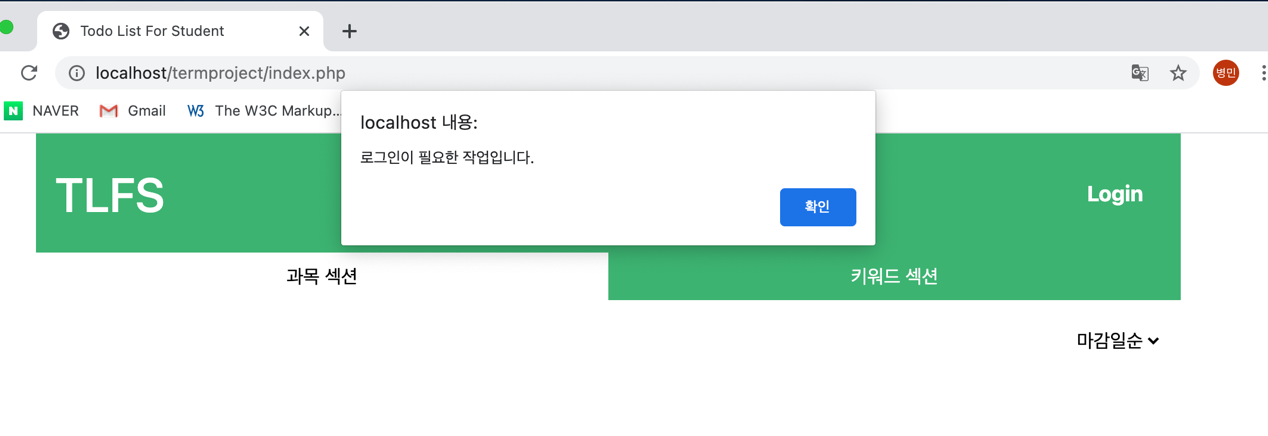 Todo List For Student
localhost/termproject/index.php
병민
N NAVER Gmail W3 The W3C Markup...
localhost 내용:
로그인이 필요한 작업입니다.
확인
TLFS
Login
과목 섹션 키워드 섹션
마감일순